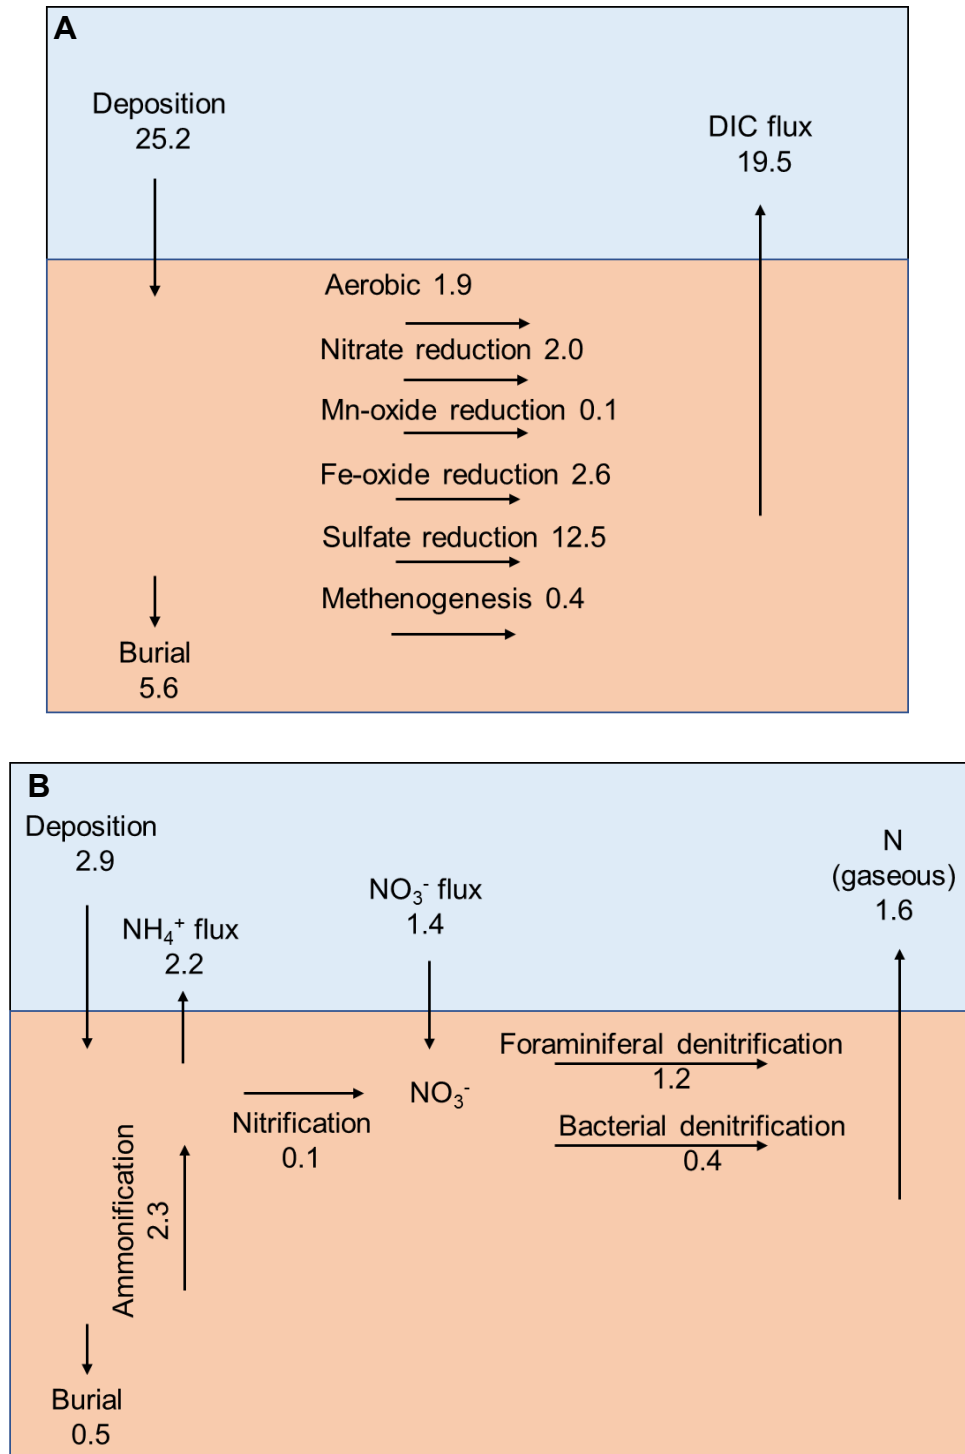 A
Deposition
25.2
DIC flux
19.5
Aerobic 1.9
Nitrate reduction 2.0
Mn-oxide reduction 0.1
Fe-oxide reduction 2.6
Sulfate reduction 12.5
Methenogenesis 0.4
Burial
5.6
B
Deposition
2.9
NH₄⁺ flux
2.2
NO₃⁻ flux
1.4
N
(gaseous)
1.6
Foraminiferal denitrification
1.2
NO₃⁻
Nitrification
0.1
Bacterial denitrification
0.4
Ammonification
2.3
Burial
0.5